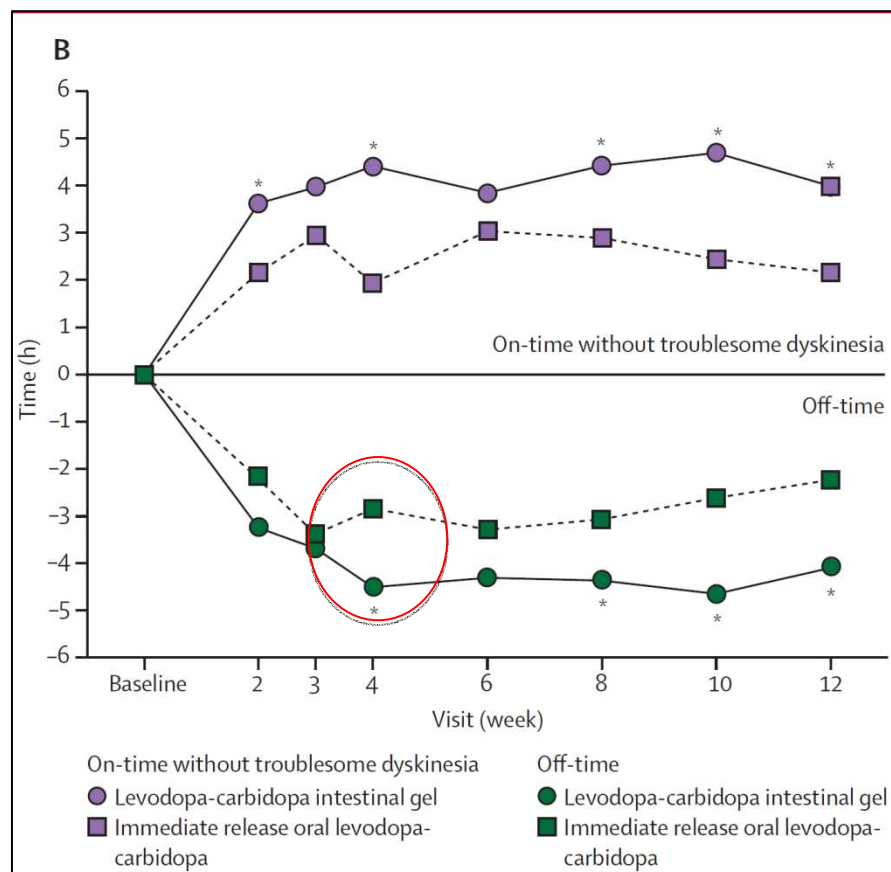 B
6
5
4
3
2
1
0
−1
−2
−3
−4
−5
−6
Time (h)
* * * * *
On-time without troublesome dyskinesia
Off-time
* * * *
Baseline 2 3 4 6 8 10 12
Visit (week)
On-time without troublesome dyskinesia
Levodopa-carbidopa intestinal gel
Immediate release oral levodopa-
carbidopa
Off-time
Levodopa-carbidopa intestinal gel
Immediate release oral levodopa-
carbidopa